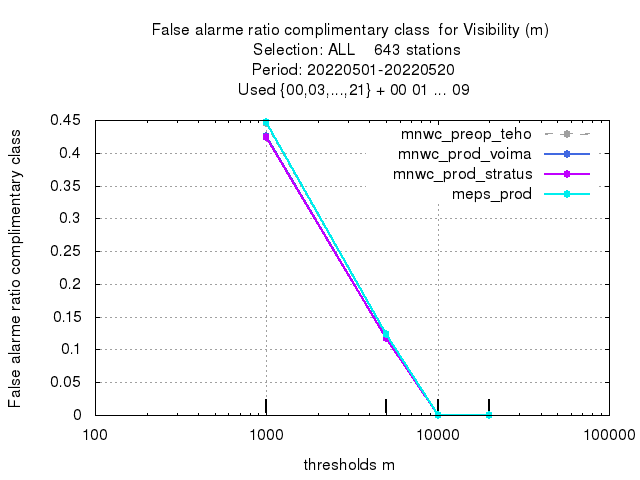 False alarme ratio complimentary class for Visibility (m)
Selection: ALL 643 stations
Period: 20220501-20220520
Used {00,03,...,21} + 00 01 ... 09
False alarme ratio complimentary class
0.45
0.4
0.35
0.3
0.25
0.2
0.15
0.1
0.05
0
mnwc_preop_teho
mnwc_prod_voima
mnwc_prod_stratus
meps_prod
100 1000 10000 100000
thresholds m